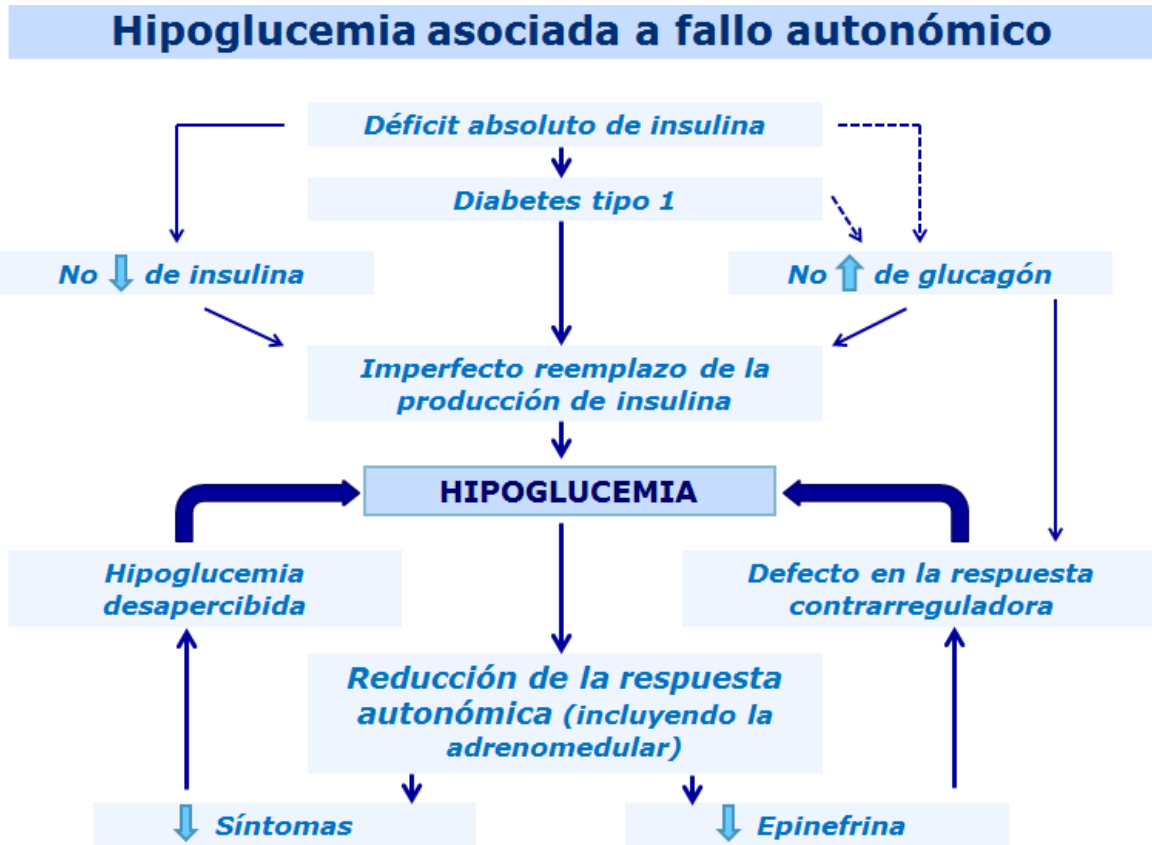 Hipoglucemia asociada a fallo autonómico
Déficit absoluto de insulina
Diabetes tipo 1
No ↓ de insulina
No ↑ de glucagón
Imperfecto reemplazo de la
producción de insulina
HIPOGLUCEMIA
Hipoglucemia
desapercibida
Defecto en la respuesta
contrarreguladora
Reducción de la respuesta
autonómica (incluyendo la
adrenomedular)
↓ Síntomas
↓ Epinefrina